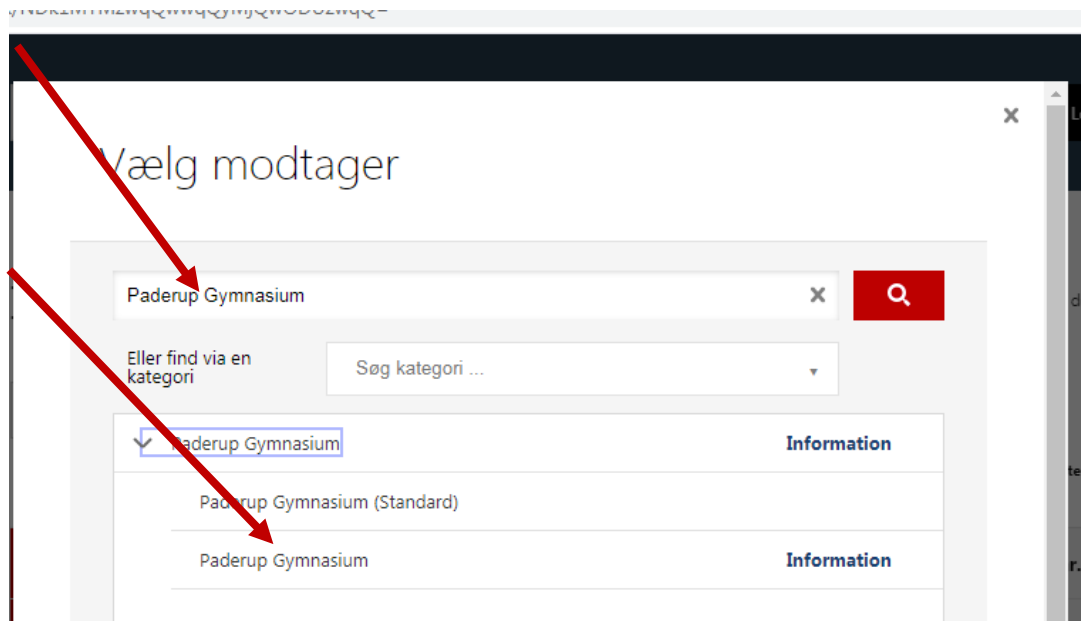 Vælg modtager
Paderup Gymnasium
Eller find via en
kategori
Søg kategori ...
Paderup Gymnasium Information
Paderup Gymnasium (Standard)
Paderup Gymnasium Information